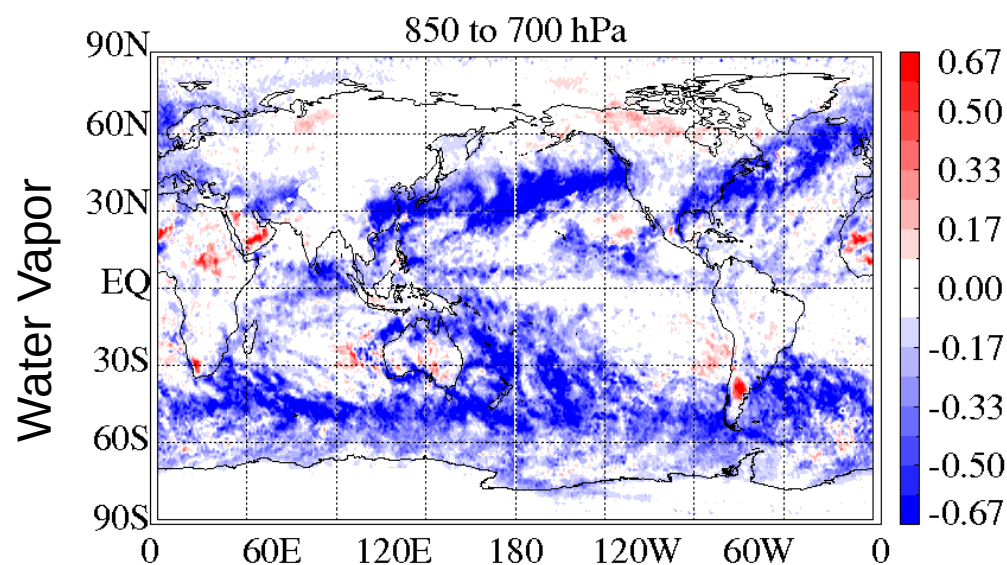 850 to 700 hPa
Water Vapor
90N
60N
30N
EQ
30S
60S
90S
0 60E 120E 180 120W 60W 0
0.67
0.50
0.33
0.17
0.00
-0.17
-0.33
-0.50
-0.67